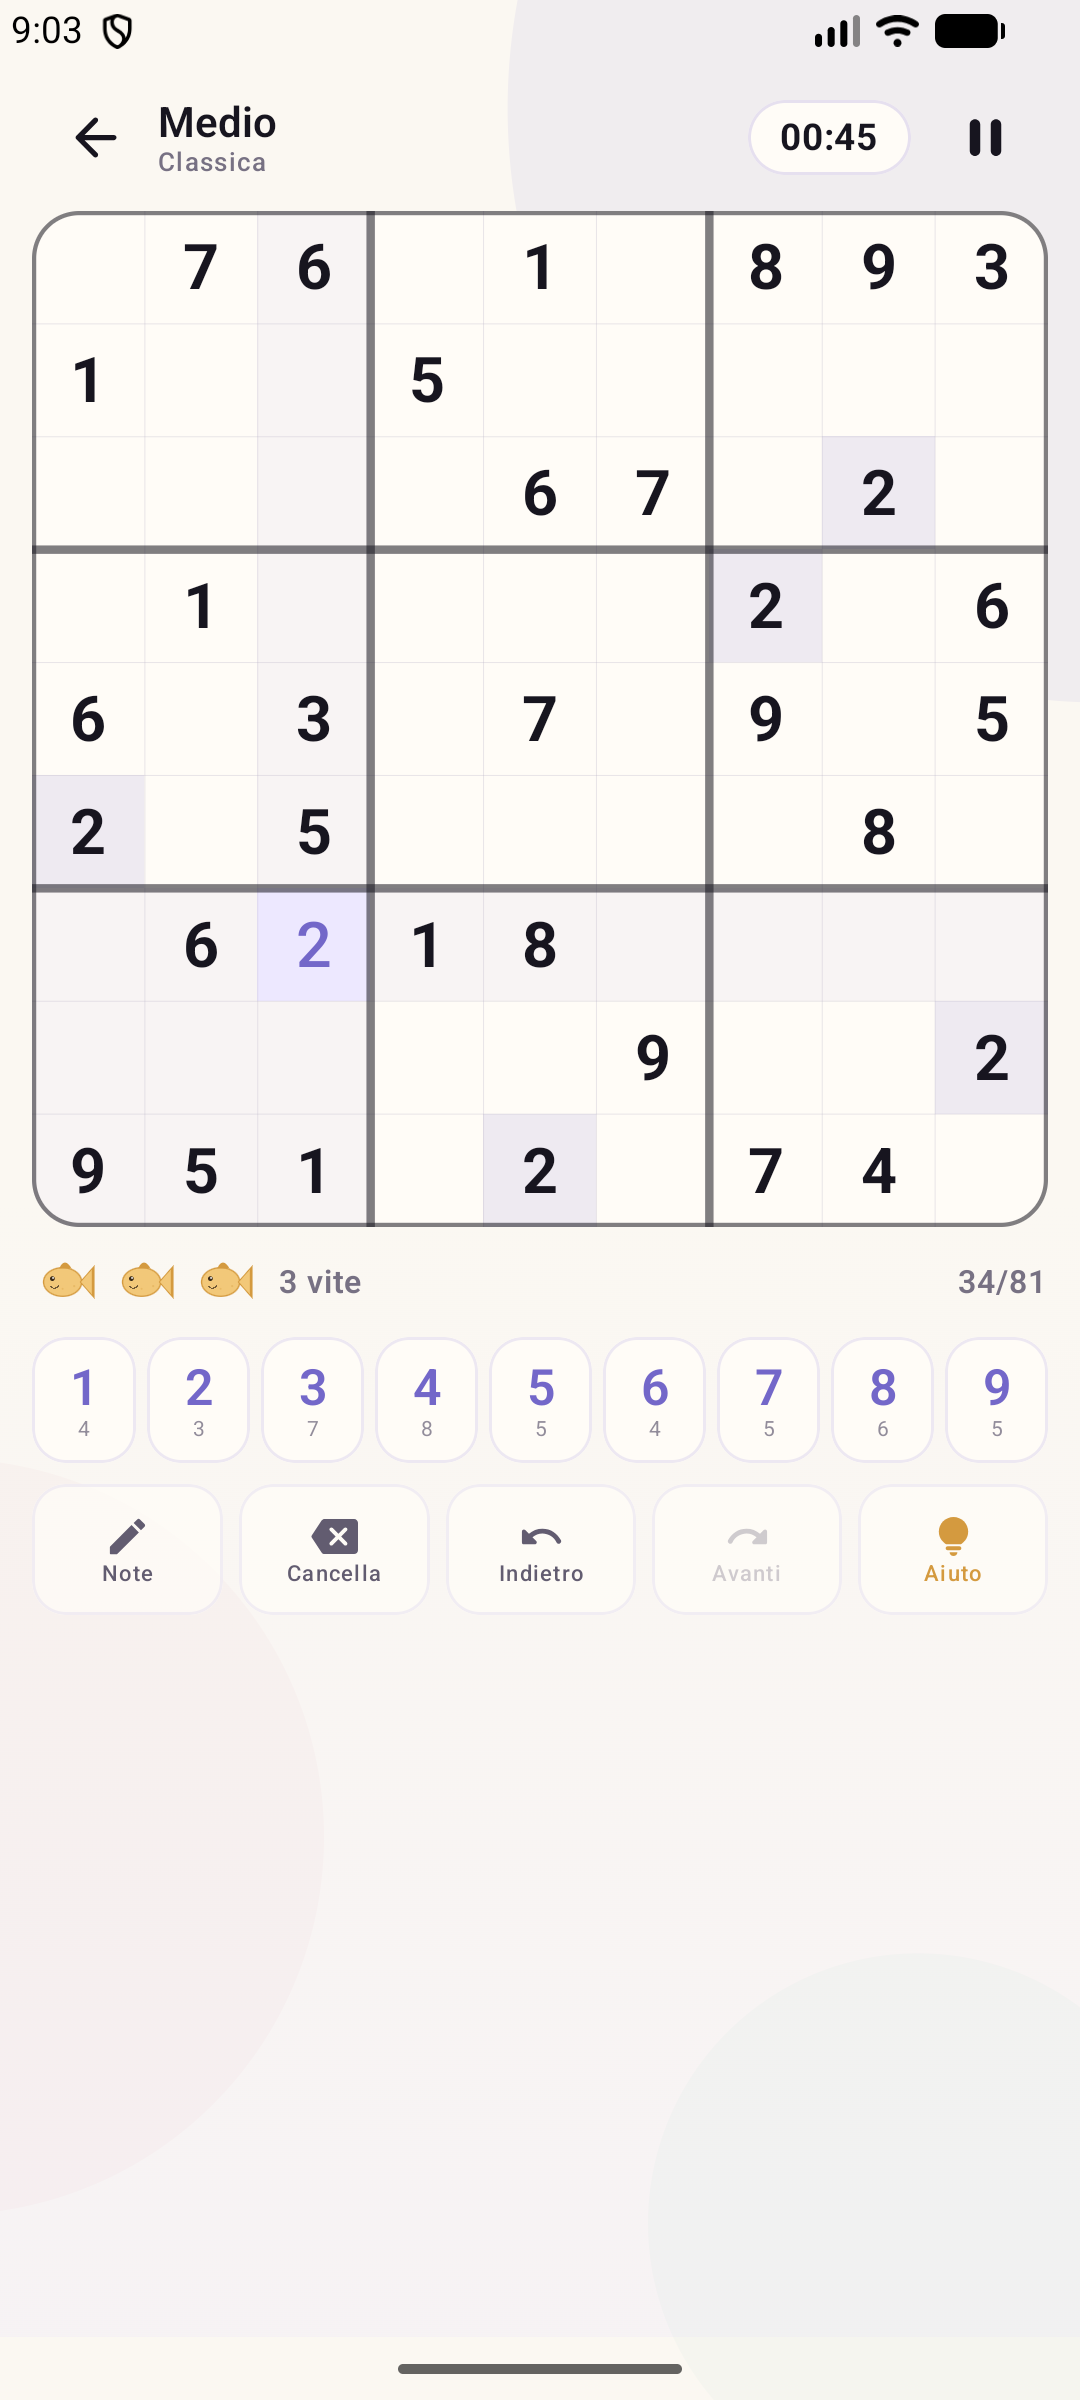 9:03
Medio
Classica
00:45
7 6 1 8 9 3
1 5
6 7 2
1 2 6
6 3 7 9 5
2 5 8
6 2 1 8
9 2
9 5 1 2 7 4
3 vite
34/81
1 2 3 4 5 6 7 8 9
4 3 7 8 5 4 5 6 5
Note Cancella Indietro Avanti Aiuto